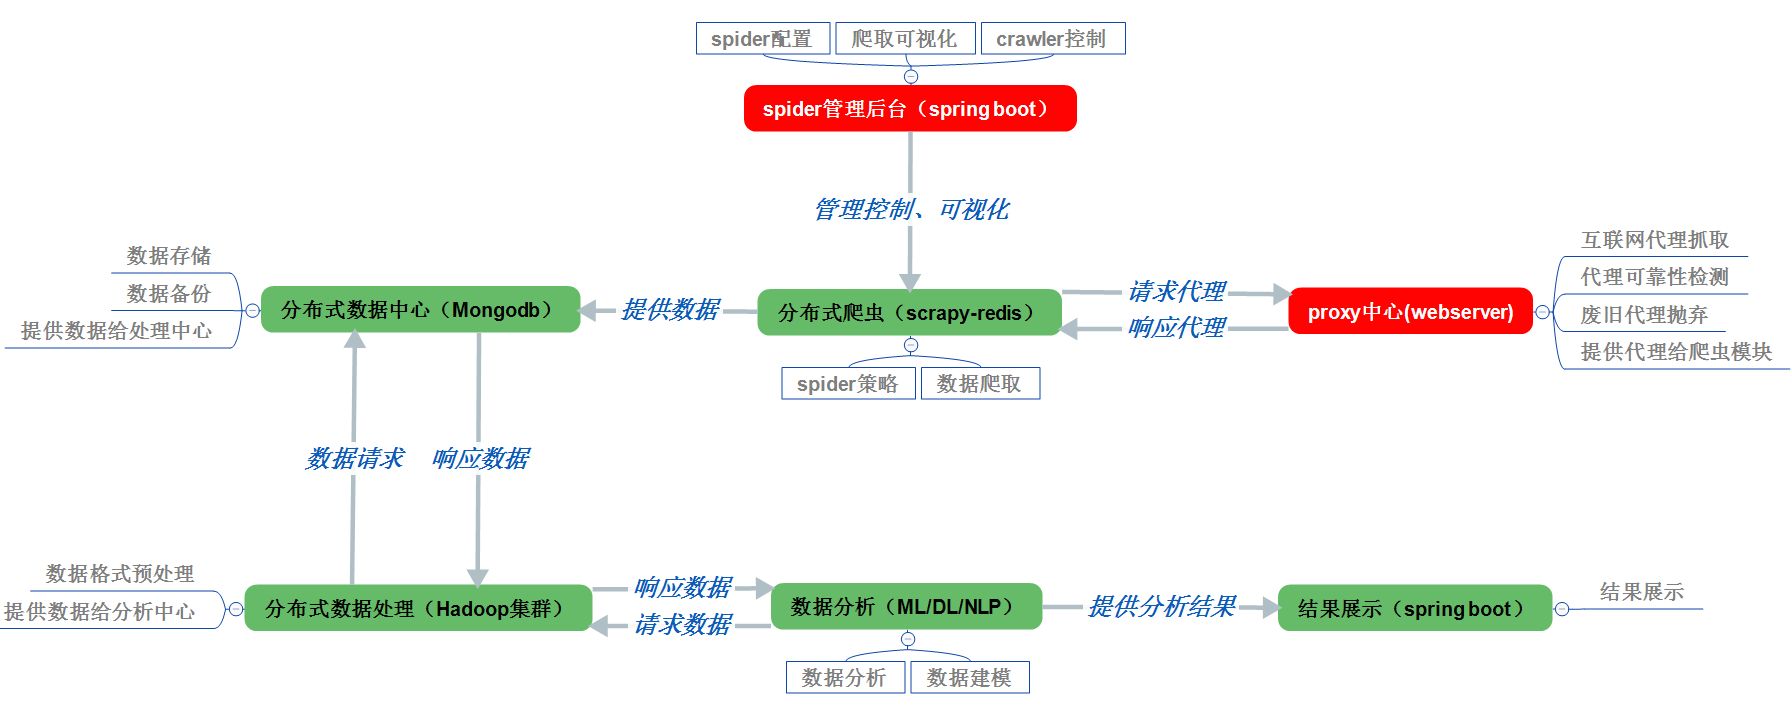 spider配置
爬取可视化
crawler控制
spider管理后台（spring boot）
管理控制、可视化
数据存储
数据备份
提供数据给处理中心
分布式数据中心（Mongodb）
提供数据
分布式爬虫（scrapy-redis）
请求代理
响应代理
proxy中心(webserver)
互联网代理抓取
代理可靠性检测
废旧代理抛弃
提供代理给爬虫模块
spider策略
数据爬取
数据请求
响应数据
数据格式预处理
提供数据给分析中心
分布式数据处理（Hadoop集群）
响应数据
请求数据
数据分析（ML/DL/NLP）
提供分析结果
结果展示（spring boot）
结果展示
数据分析
数据建模